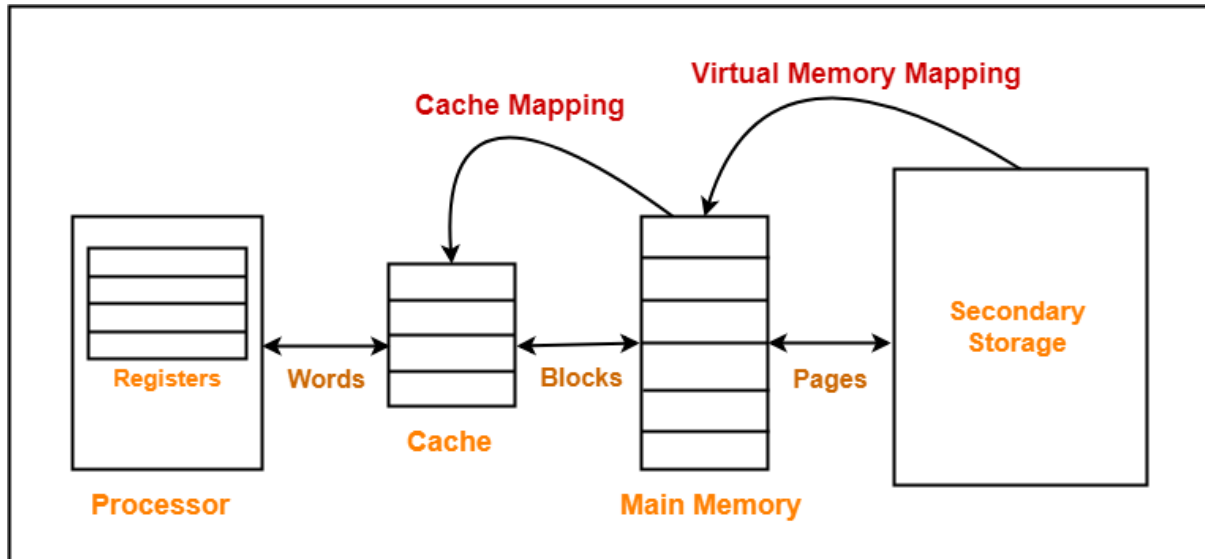 Virtual Memory Mapping
Cache Mapping
Secondary
Storage
Registers
Words
Blocks
Pages
Cache
Processor
Main Memory